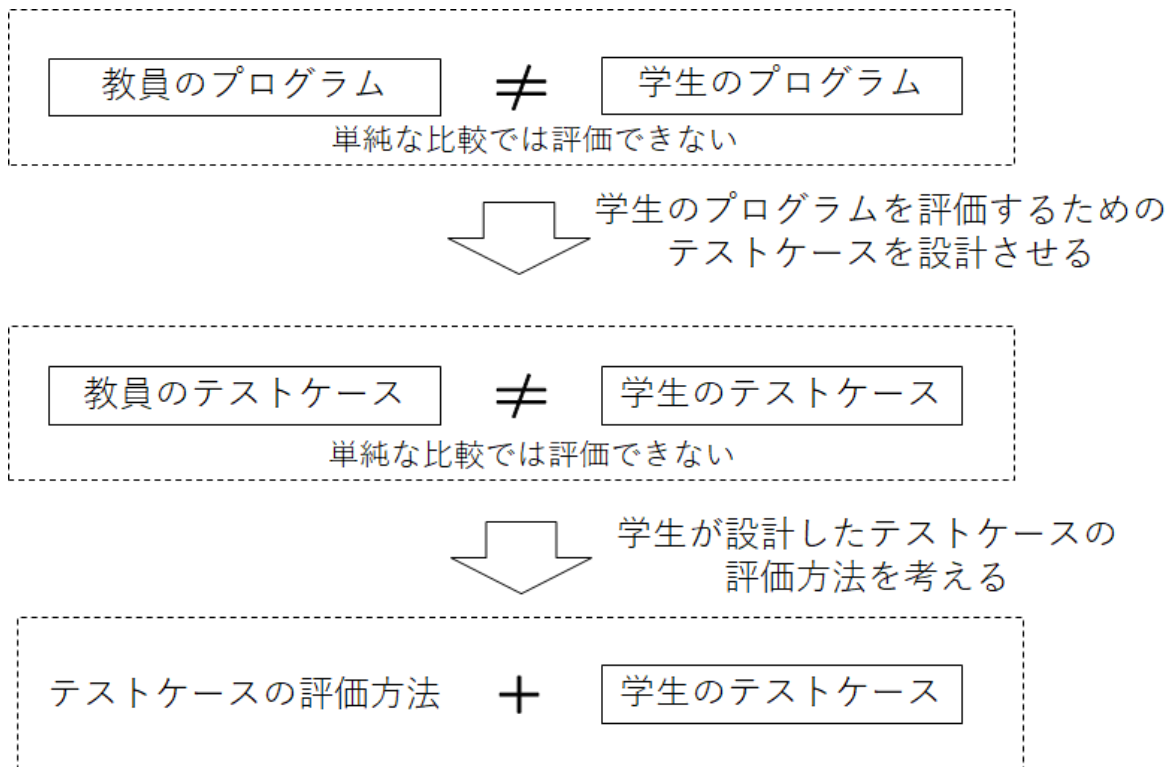 教員のプログラム ≠ 学生のプログラム
単純な比較では評価できない
学生のプログラムを評価するための
テストケースを設計させる
教員のテストケース ≠ 学生のテストケース
単純な比較では評価できない
学生が設計したテストケースの
評価方法を考える
テストケースの評価方法 + 学生のテストケース